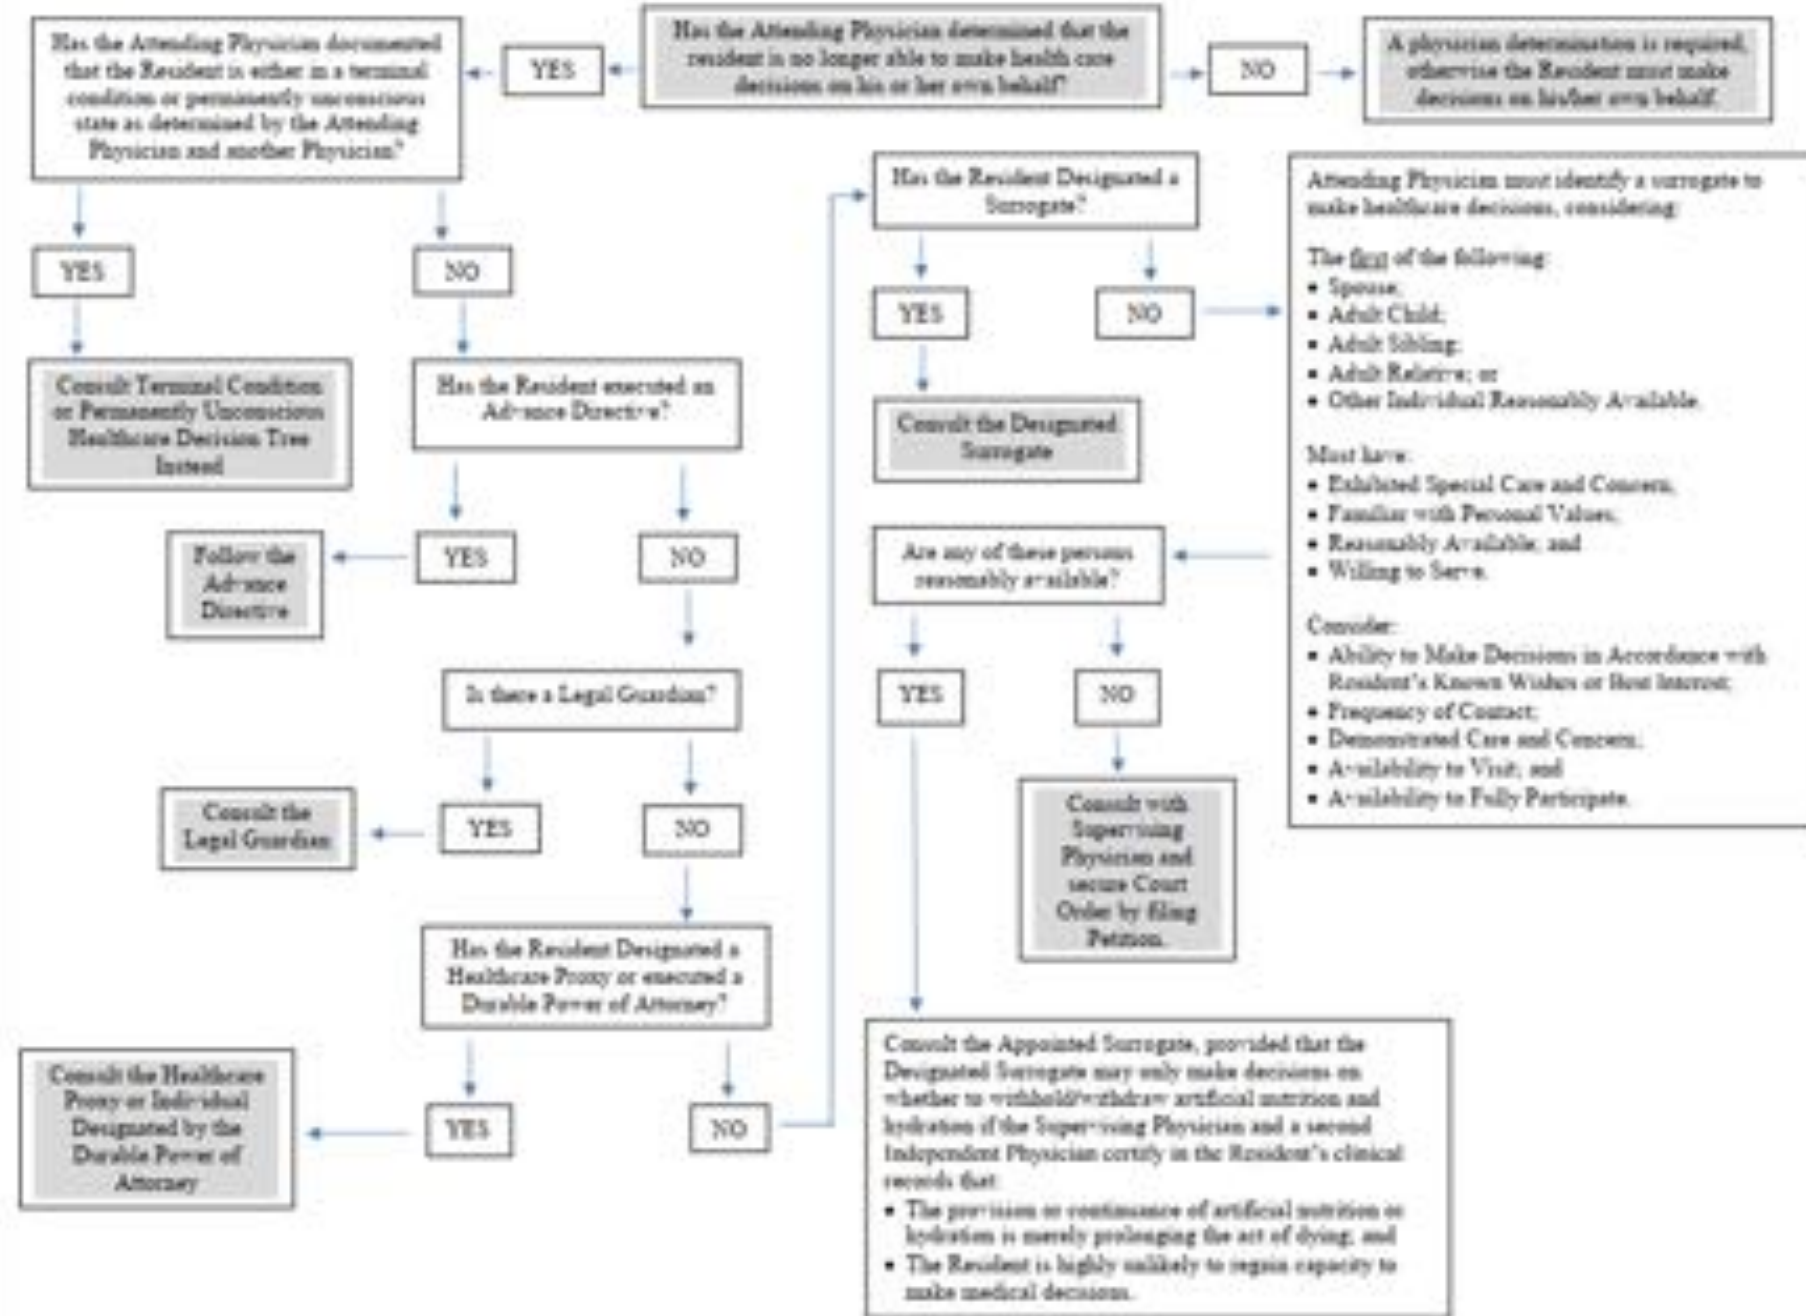 Has the Attending Physician determined that the
resident is no longer able to make health care
decisions on his or her own behalf?
YES
NO
A physician determination is required,
otherwise the Resident must make
decisions on his/her own behalf.
Has the Attending Physician documented
that the Resident is either in a terminal
condition or permanently unconscious
state as determined by the Attending
Physician and another Physician?
YES
NO
Consult Terminal Condition
or Permanently Unconscious
Healthcare Decision Tree
Instead
Has the Resident executed an
Advance Directive?
YES
NO
Follow the
Advance
Directive
Is there a Legal Guardian?
YES
NO
Consult the
Legal Guardian
Has the Resident Designated a
Healthcare Proxy or executed a
Durable Power of Attorney?
YES
NO
Consult the Healthcare
Proxy or Individual
Designated by the
Durable Power of
Attorney
Has the Resident Designated a
Surrogate?
YES
NO
Consult the Designated
Surrogate
Attending Physician must identify a surrogate to
make healthcare decisions, considering:
The first of the following:
• Spouse;
• Adult Child;
• Adult Sibling;
• Adult Relative; or
• Other Individual Reasonably Available.
Must have:
• Exhibited Special Care and Concern;
• Familiar with Personal Values;
• Reasonably Available; and
• Willing to Serve.
Consider:
• Ability to Make Decisions in Accordance with
Resident's Known Wishes or Best Interest;
• Frequency of Contact;
• Demonstrated Care and Concern;
• Availability to Visit; and
• Availability to Fully Participate.
Are any of these persons
reasonably available?
YES
NO
Consult with
Supervising
Physician and
secure Court
Order by filing
Petition.
Consult the Appointed Surrogate, provided that the
Designated Surrogate may only make decisions on
whether to withhold/withdraw artificial nutrition and
hydration if the Supervising Physician and a second
Independent Physician certify in the Resident's clinical
records that:
• The provision or continuance of artificial nutrition or
hydration is merely prolonging the act of dying; and
• The Resident is highly unlikely to regain capacity to
make medical decisions.